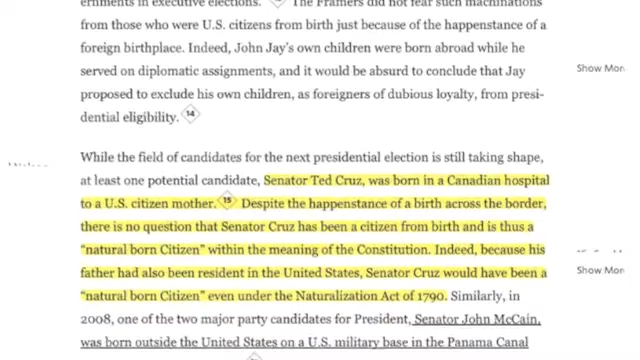 ernments in executive elections. The Framers did not fear such machinations
from those who were U.S. citizens from birth just because of the happenstance of a
foreign birthplace. Indeed, John Jay's own children were born abroad while he
served on diplomatic assignments, and it would be absurd to conclude that Jay
Show Mor
proposed to exclude his own children, as foreigners of dubious loyalty, from presi-
dential eligibility. 14
While the field of candidates for the next presidential election is still taking shape,
at least one potential candidate, Senator Ted Cruz, was born in a Canadian hospital
to a U.S. citizen mother. 15 Despite the happenstance of a birth across the border,
there is no question that Senator Cruz has been a citizen from birth and is thus a
“natural born Citizen” within the meaning of the Constitution. Indeed, because his
father had also been resident in the United States, Senator Cruz would have been a
Show Mor
“natural born Citizen” even under the Naturalization Act of 1790. Similarly, in
2008, one of the two major party candidates for President, Senator John McCain,
was born outside the United States on a U.S. military base in the Panama Canal